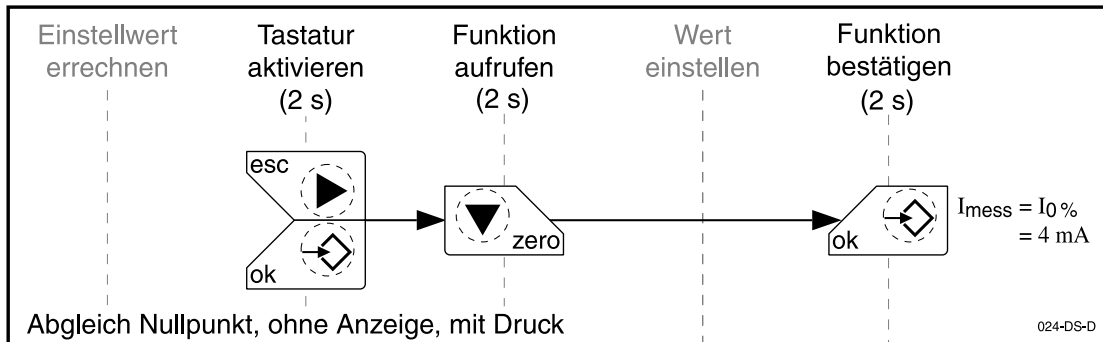 Einstellwert
errechnen
Tastatur
aktivieren
(2 s)
Funktion
aufrufen
(2 s)
Wert
einstellen
Funktion
bestätigen
(2 s)
esc
ok
zero
ok
Imess = I0 %
= 4 mA
Abgleich Nullpunkt, ohne Anzeige, mit Druck
024-DS-D